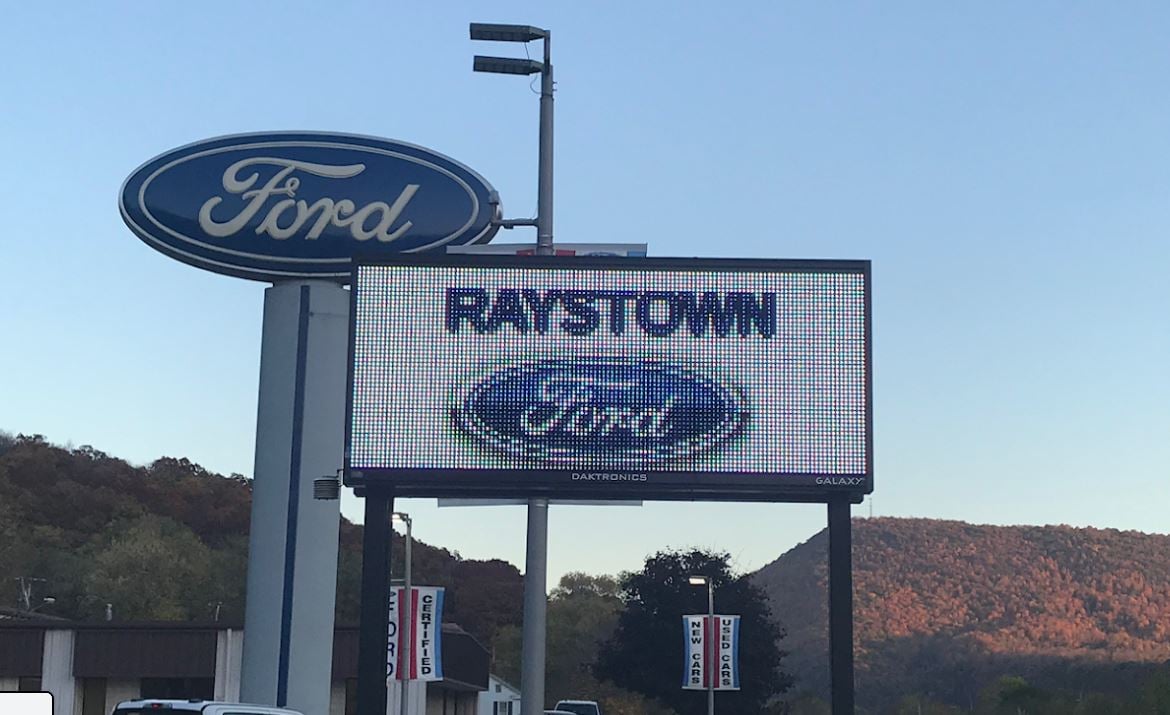 Ford
RAYSTOWN
Ford
DAKTRONICS
GALAXY
FORD
CERTIFIED
NEW CARS
USED CARS